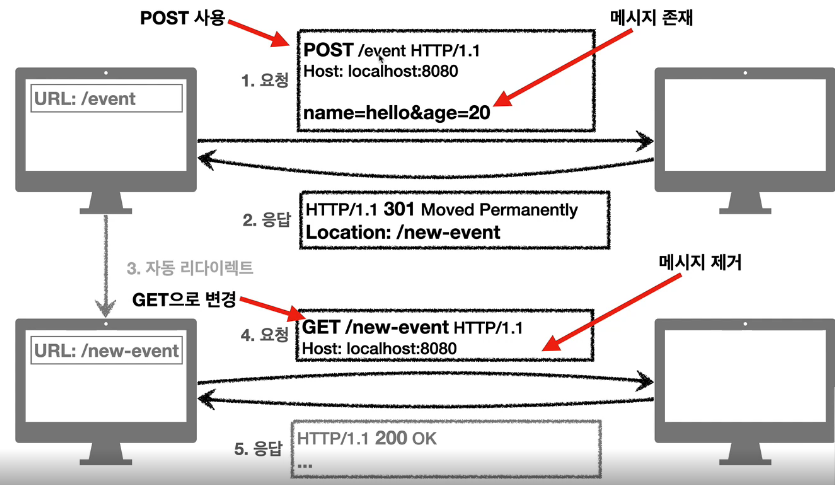 POST 사용
메시지 존재
POST /event HTTP/1.1
1. 요청
Host: localhost:8080
URL: /event
name=hello&age=20
2. 응답
HTTP/1.1 301 Moved Permanently
Location: /new-event
3. 자동 리다이렉트
메시지 제거
GET으로 변경
4. 요청
GET /new-event HTTP/1.1
Host: localhost:8080
URL: /new-event
5. 응답
HTTP/1.1 200 OK
...